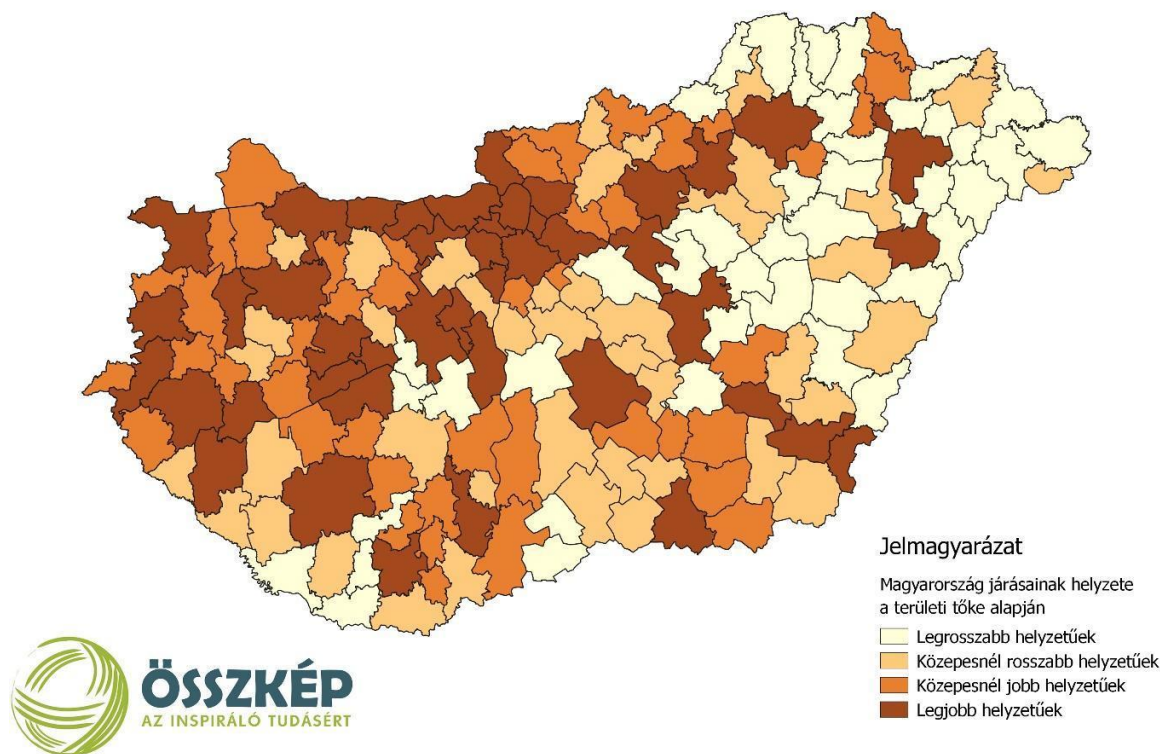 Jelmagyarázat
Magyarország járásainak helyzete
a területi tőke alapján
Legrosszabb helyzetűek
Közepesnél rosszabb helyzetűek
Közepesnél jobb helyzetűek
Legjobb helyzetűek
ÖSSZKÉP
AZ INSPIRÁLÓ TUDÁSÉRT